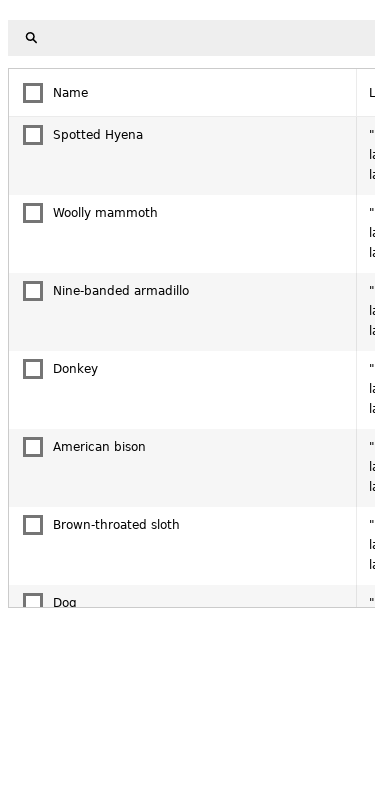 Name L
Spotted Hyena "
la
la
Woolly mammoth "
la
la
Nine-banded armadillo "
la
la
Donkey "
la
la
American bison "
la
la
Brown-throated sloth "
la
la
Dog "